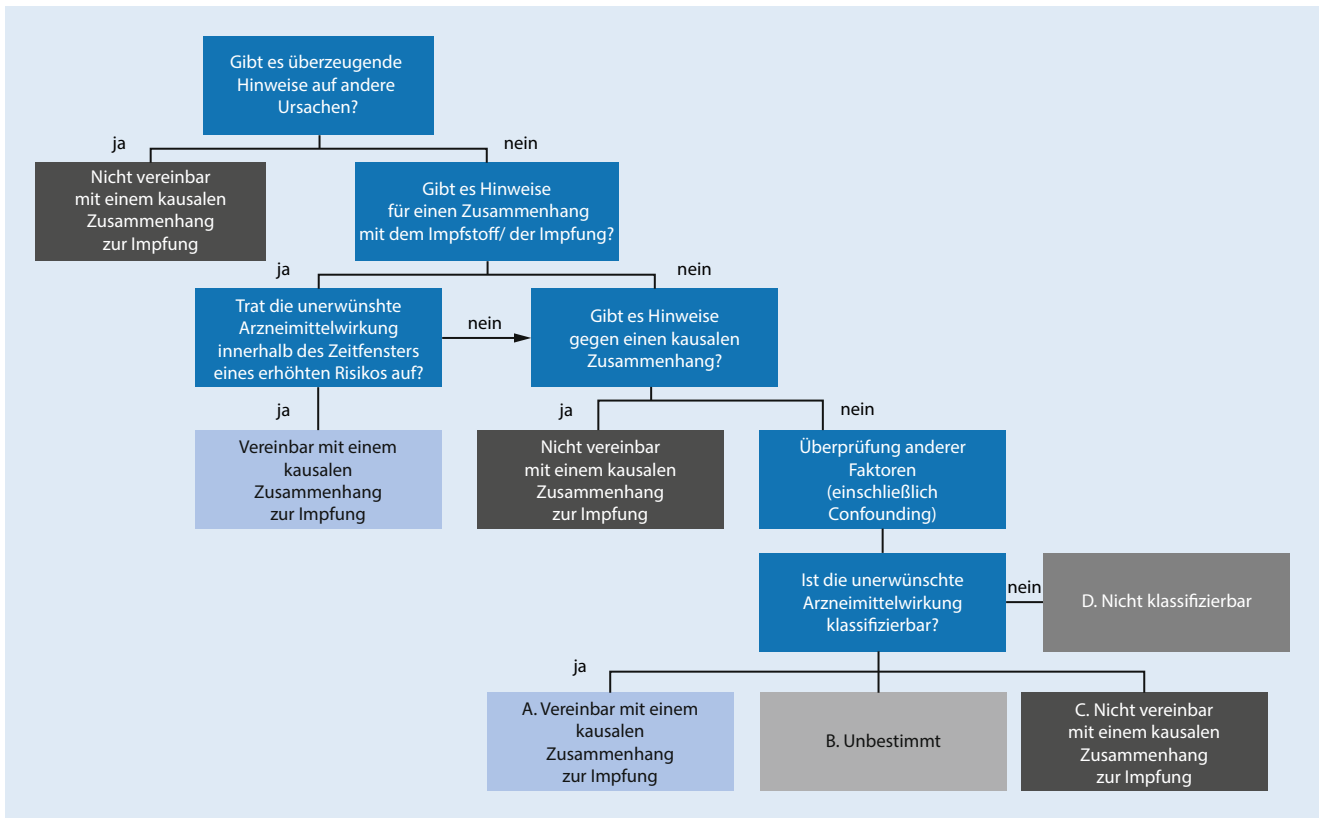 Gibt es überzeugende
Hinweise auf andere
Ursachen?
ja
nein
Nicht vereinbar
mit einem kausalen
Zusammenhang
zur Impfung
Gibt es Hinweise
für einen Zusammenhang
mit dem Impfstoff/ der Impfung?
ja
nein
Trat die unerwünshte
Arzneimittelwirkung
innerhalb des Zeitfensters
eines erhöhten Risikos auf?
nein
Gibt es Hinweise
gegen einen kausalen
Zusammenhang?
ja
ja
nein
Vereinbar mit einem
kausalen
Zusammenhang
zur Impfung
Nicht vereinbar
mit einem kausalen
Zusammenhang
zur Impfung
Überprüfung anderer
Faktoren
(einschließlich
Confounding)
Ist die unerwünschte
Arzneimittelwirkung
klassifizierbar?
nein
D. Nicht klassifizierbar
ja
A. Vereinbar mit einem
kausalen
Zusammenhang
zur Impfung
B. Unbestimmt
C. Nicht vereinbar
mit einem kausalen
Zusammenhang
zur Impfung